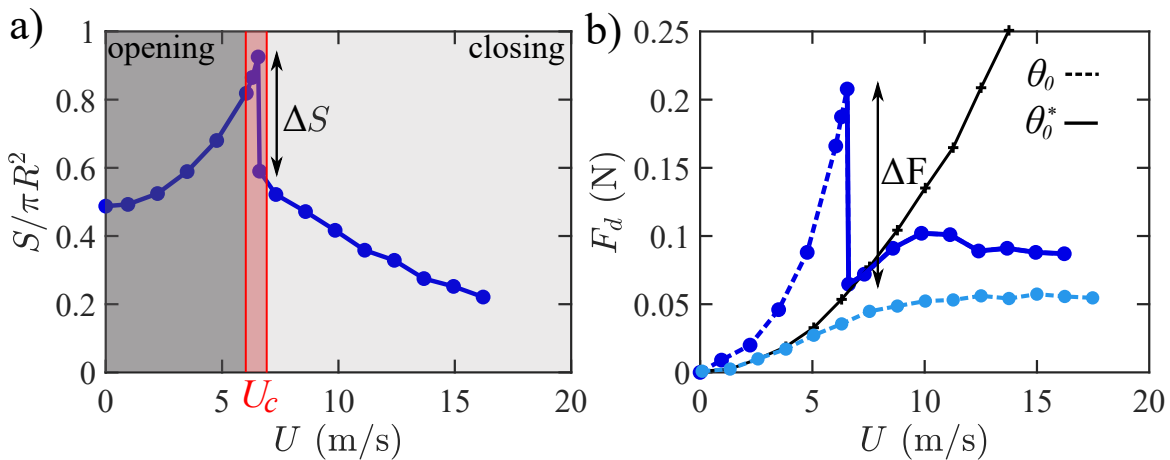 a)
opening
closing
ΔS
1
0.8
0.6
0.4
0.2
0
S/πR²
0
U_c
5
10
15
20
U (m/s)
b)
θ₀
θ₀*
ΔF
0.25
0.2
0.15
0.1
0.05
0
F_d (N)
0
5
10
15
20
U (m/s)